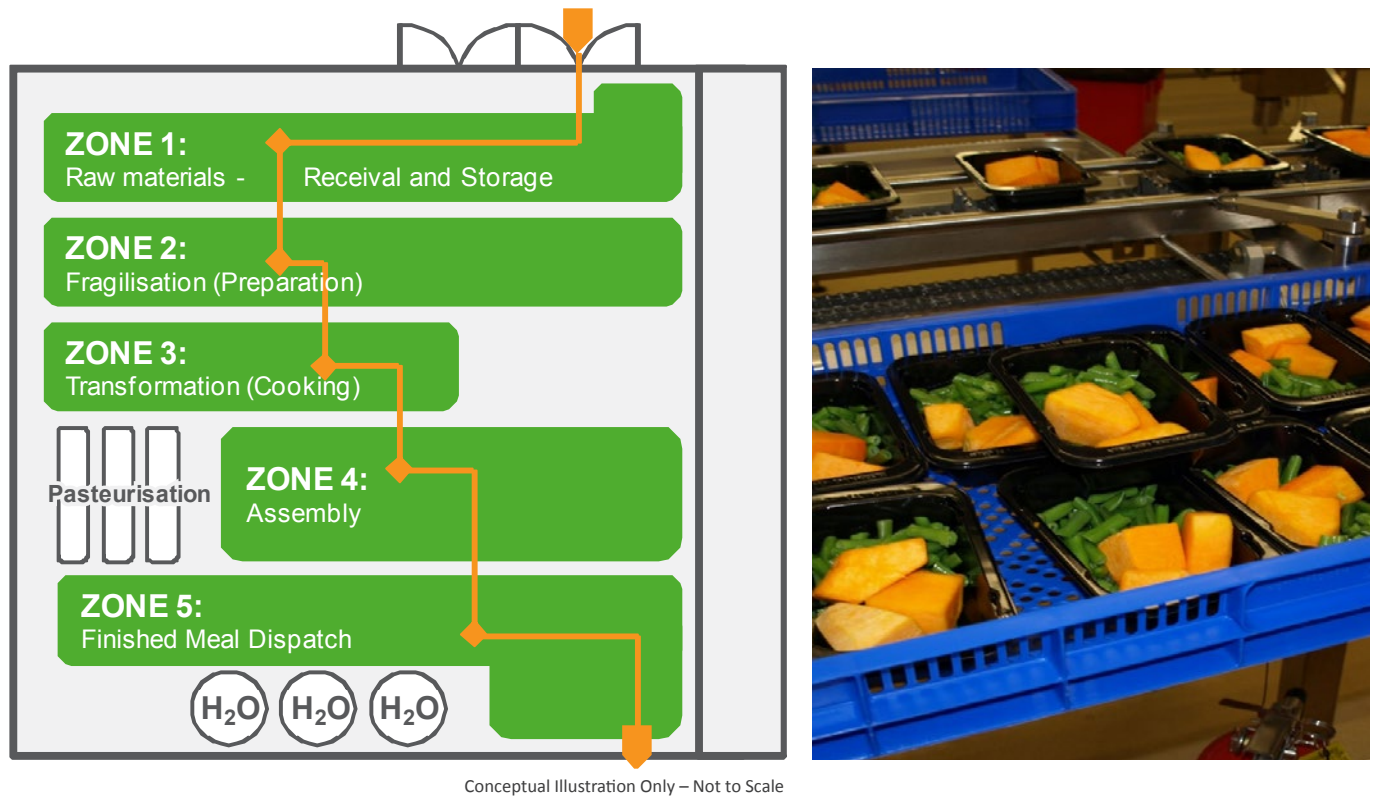 ZONE 1:
Raw materials - Receival and Storage
ZONE 2:
Fragilisation (Preparation)
ZONE 3:
Transformation (Cooking)
Pasteurisation
ZONE 4:
Assembly
ZONE 5:
Finished Meal Dispatch
H₂O H₂O H₂O
Conceptual Illustration Only – Not to Scale